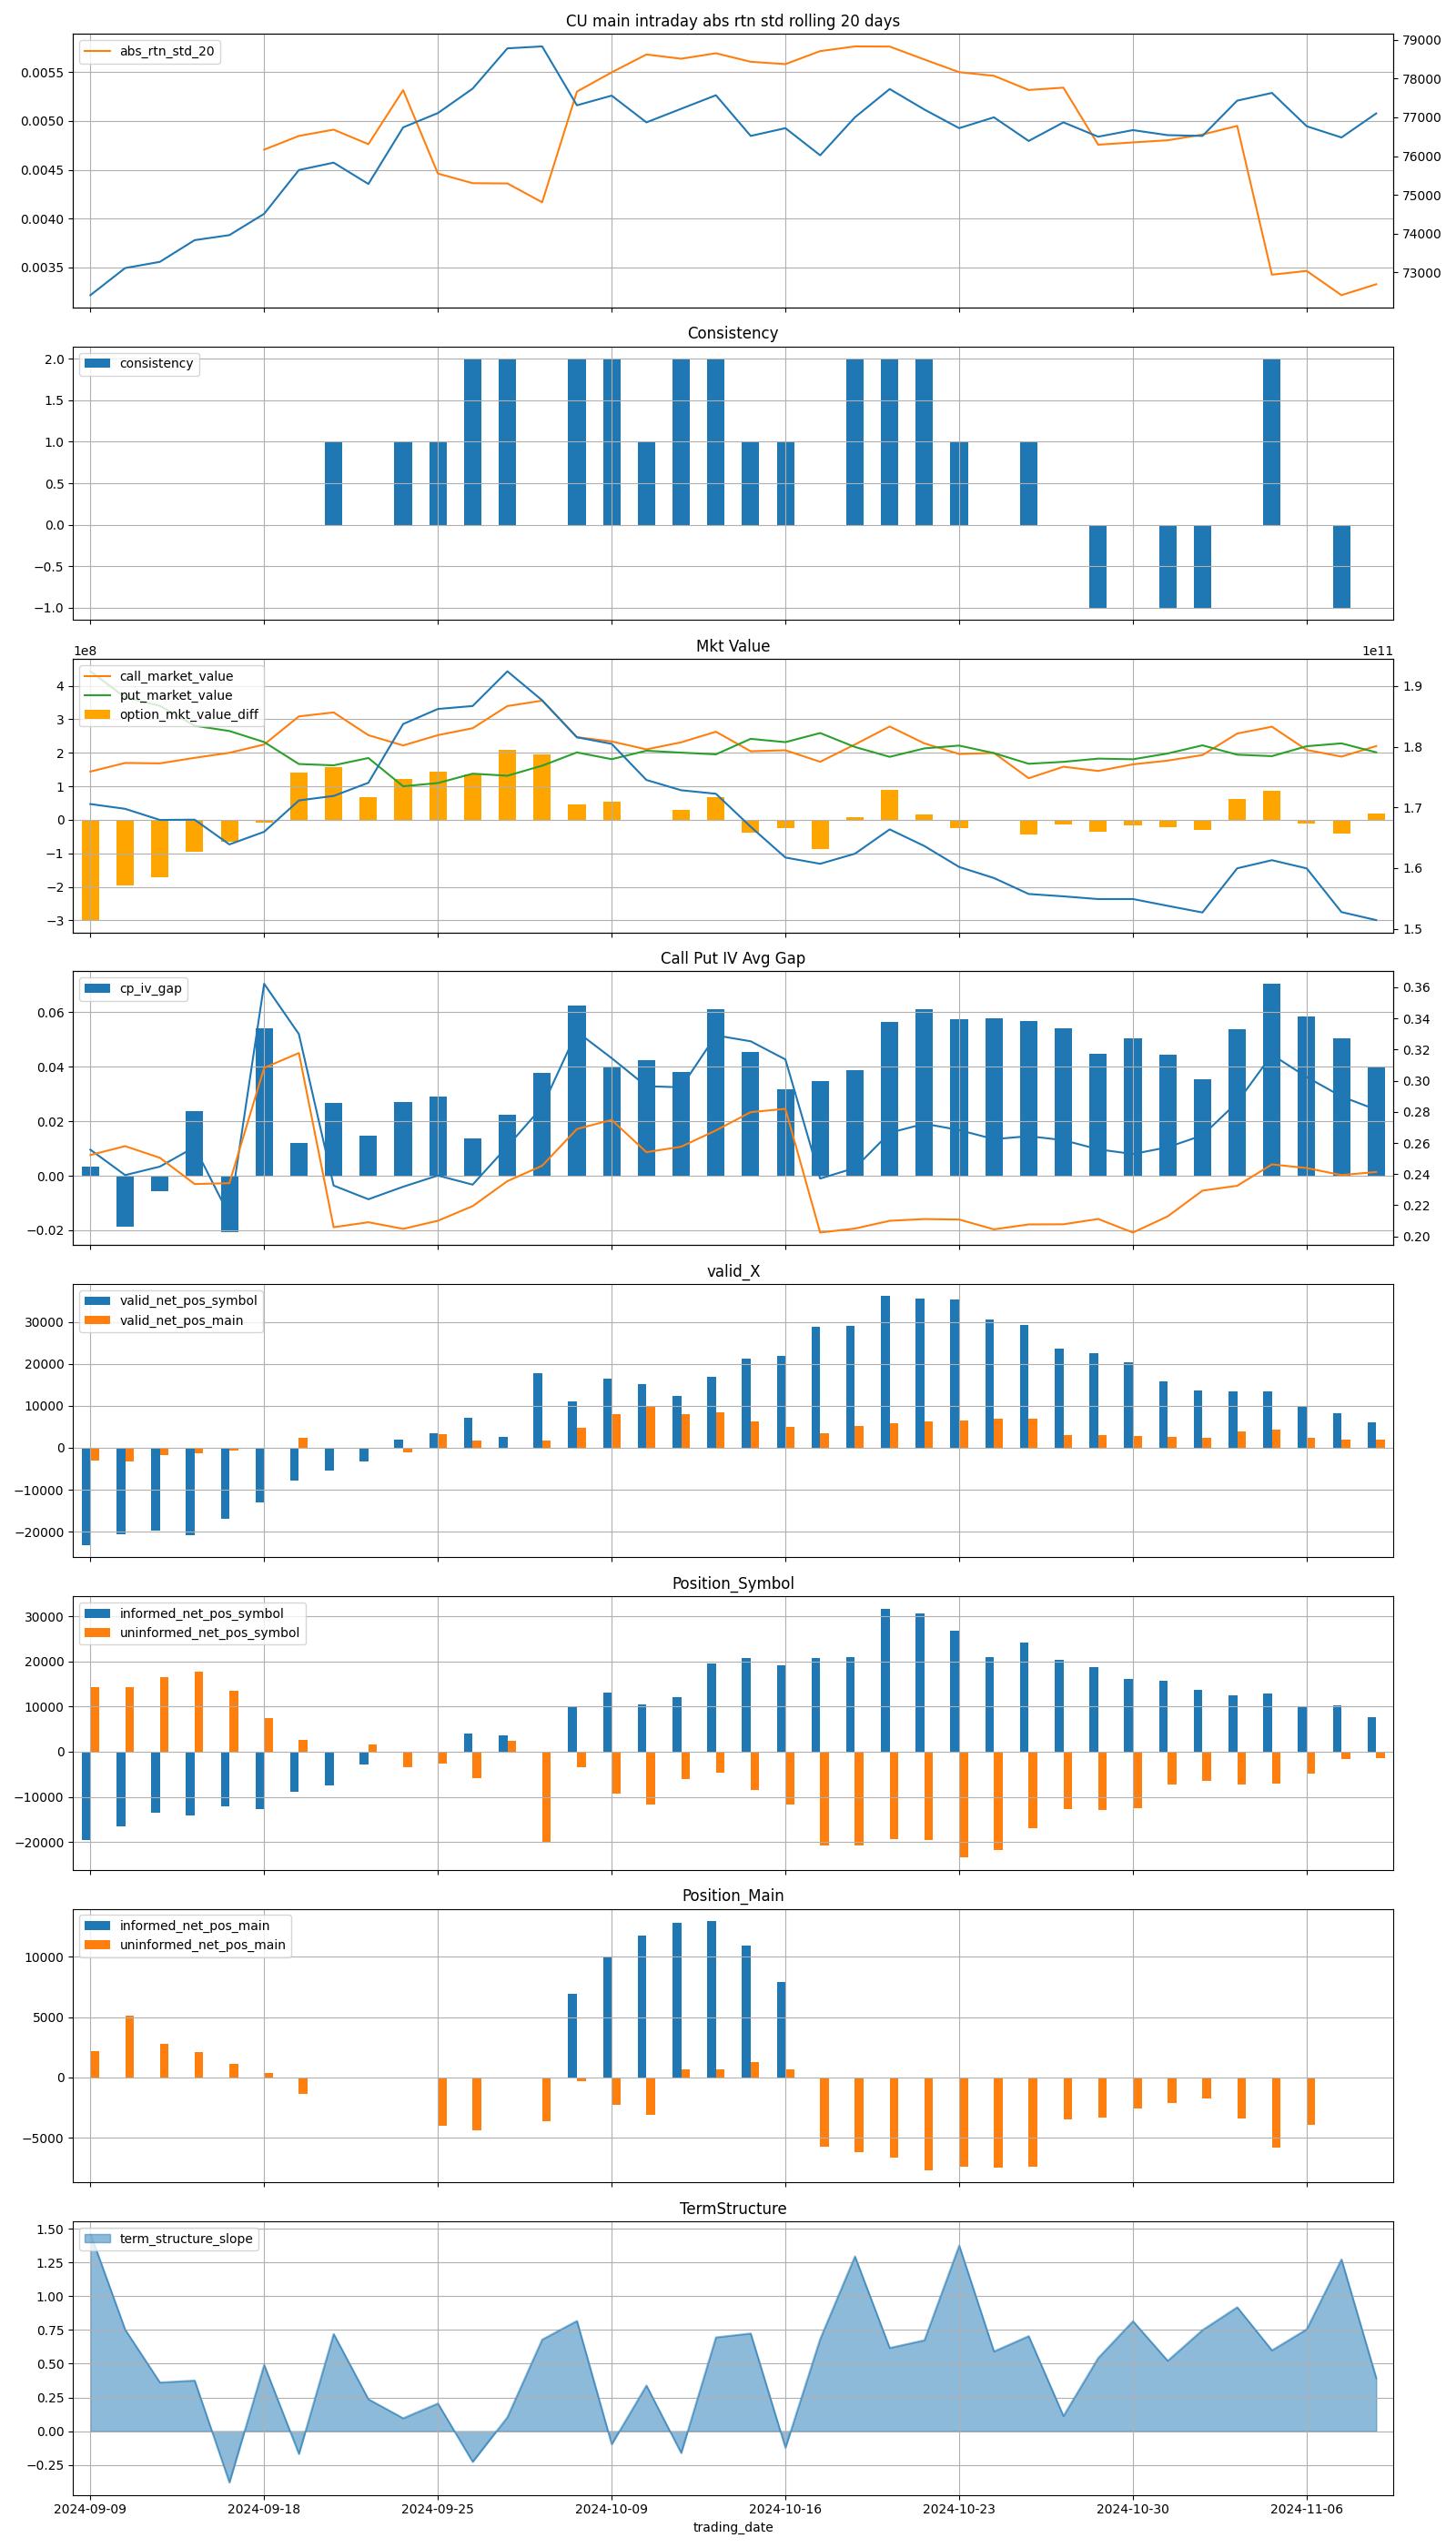 CU main intraday abs rtn std rolling 20 days
abs_rtn_std_20
0.0055
0.0050
0.0045
0.0040
0.0035
79000
78000
77000
76000
75000
74000
73000
Consistency
consistency
2.0
1.5
1.0
0.5
0.0
−0.5
−1.0
Mkt Value
1e8
1e11
call_market_value
put_market_value
option_mkt_value_diff
4
3
2
1
0
−1
−2
−3
1.9
1.8
1.7
1.6
1.5
Call Put IV Avg Gap
cp_iv_gap
0.06
0.04
0.02
0.00
−0.02
0.36
0.34
0.32
0.30
0.28
0.26
0.24
0.22
0.20
valid_X
valid_net_pos_symbol
valid_net_pos_main
30000
20000
10000
0
−10000
−20000
Position_Symbol
informed_net_pos_symbol
uninformed_net_pos_symbol
30000
20000
10000
0
−10000
−20000
Position_Main
informed_net_pos_main
uninformed_net_pos_main
10000
5000
0
−5000
TermStructure
term_structure_slope
1.50
1.25
1.00
0.75
0.50
0.25
0.00
−0.25
2024-09-09 2024-09-18 2024-09-25 2024-10-09 2024-10-16 2024-10-23 2024-10-30 2024-11-06
trading_date